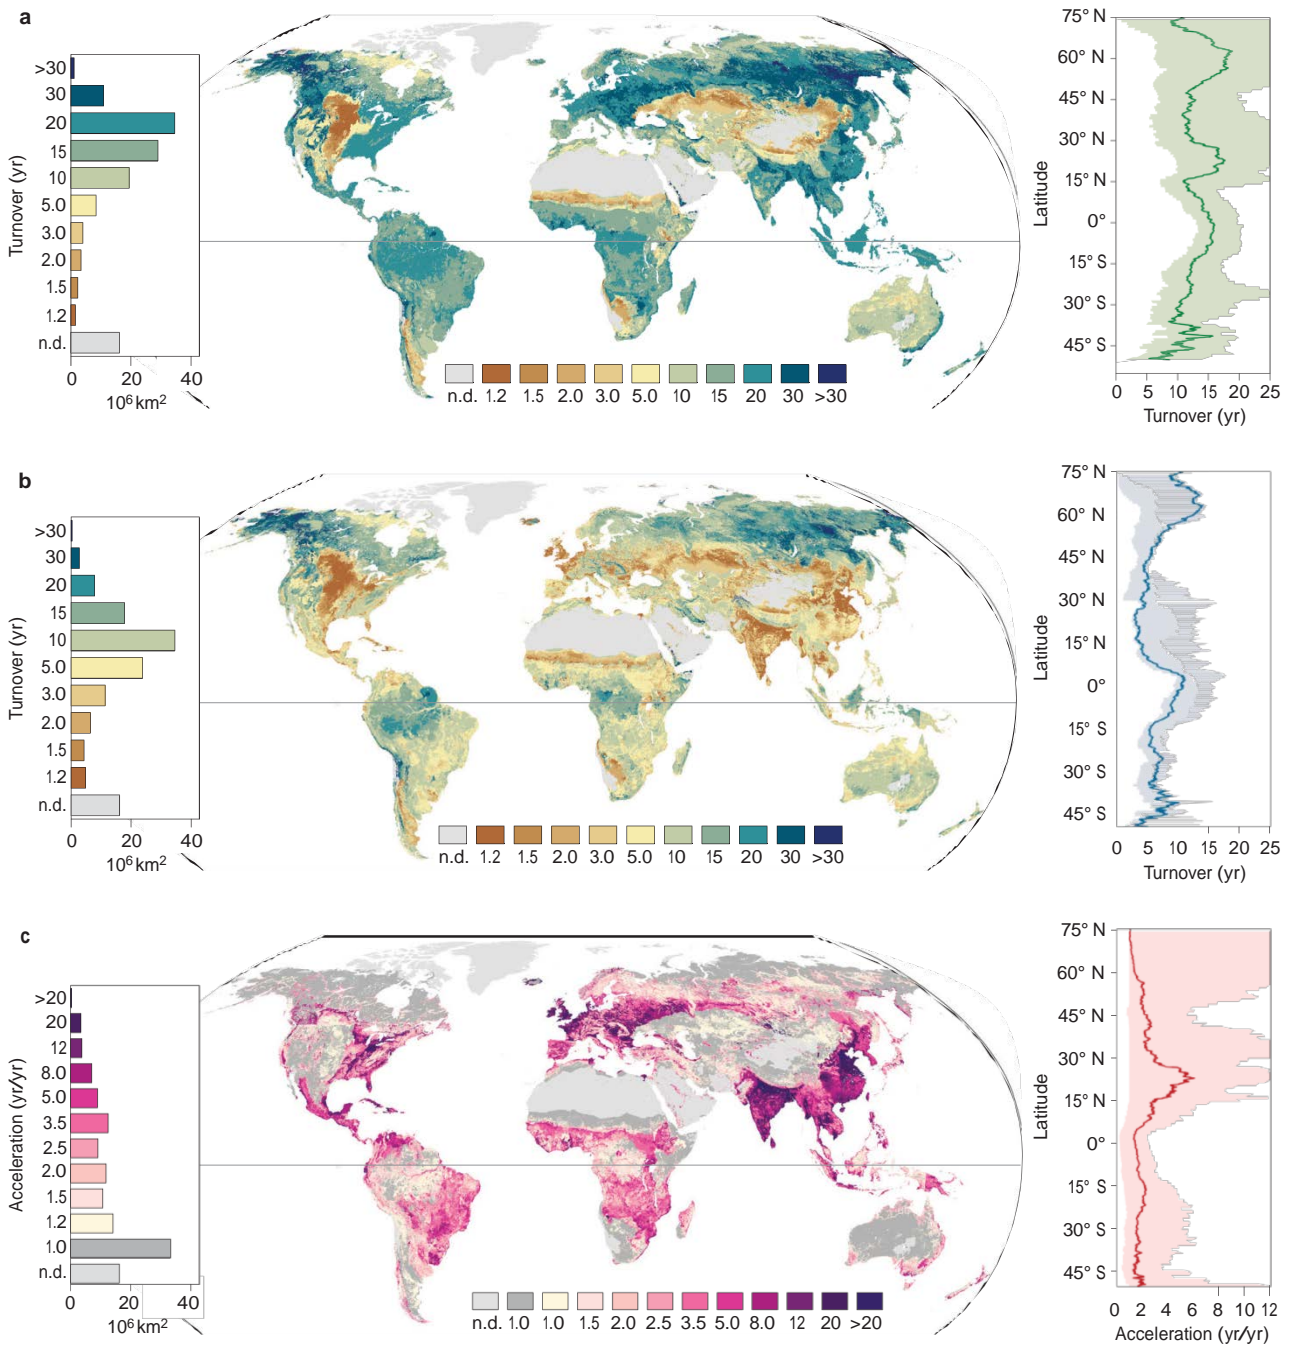 a
>30
30
20
15
10
5.0
3.0
2.0
1.5
1.2
n.d.
Turnover (yr)
0 20 40
10⁶ km²
n.d. 1.2 1.5 2.0 3.0 5.0 10 15 20 30 >30
75° N
60° N
45° N
30° N
15° N
0°
15° S
30° S
45° S
Latitude
0 5 10 15 20 25
Turnover (yr)
b
>30
30
20
15
10
5.0
3.0
2.0
1.5
1.2
n.d.
Turnover (yr)
0 20 40
10⁶ km²
n.d. 1.2 1.5 2.0 3.0 5.0 10 15 20 30 >30
75° N
60° N
45° N
30° N
15° N
0°
15° S
30° S
45° S
Latitude
0 5 10 15 20 25
Turnover (yr)
c
>20
20
12
8.0
5.0
3.5
2.5
2.0
1.5
1.2
1.0
n.d.
Acceleration (yr/yr)
0 20 40
10⁶ km²
n.d. 1.0 1.0 1.5 2.0 2.5 3.5 5.0 8.0 12 20 >20
75° N
60° N
45° N
30° N
15° N
0°
15° S
30° S
45° S
Latitude
0 2 4 6 8 10 12
Acceleration (yr/yr)